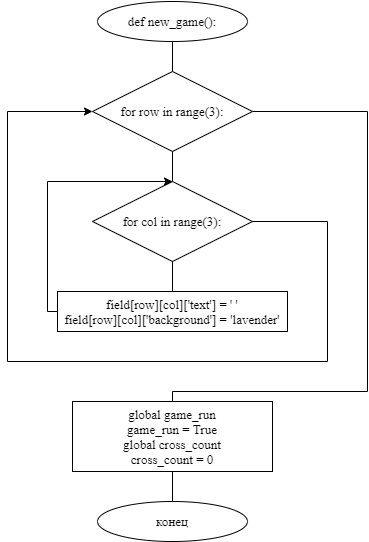 def new_game():
for row in range(3):
for col in range(3):
field[row][col]['text'] = ' '
field[row][col]['background'] = 'lavender'
global game_run
game_run = True
global cross_count
cross_count = 0
конец